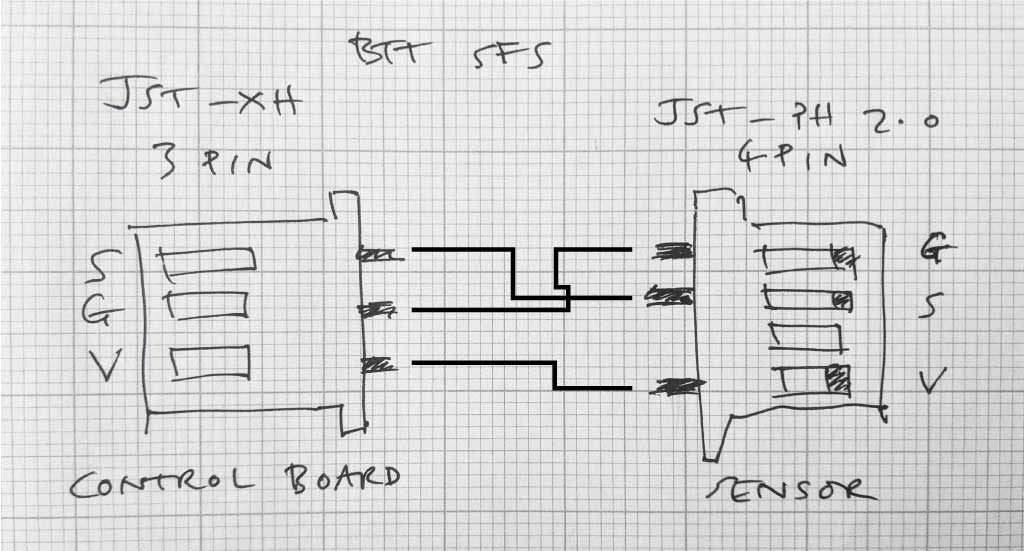 BTT SFS
JST-XH
3 PIN
JST-PH 2.0
4 PIN
S
G
V
G
S
V
CONTROL BOARD
SENSOR